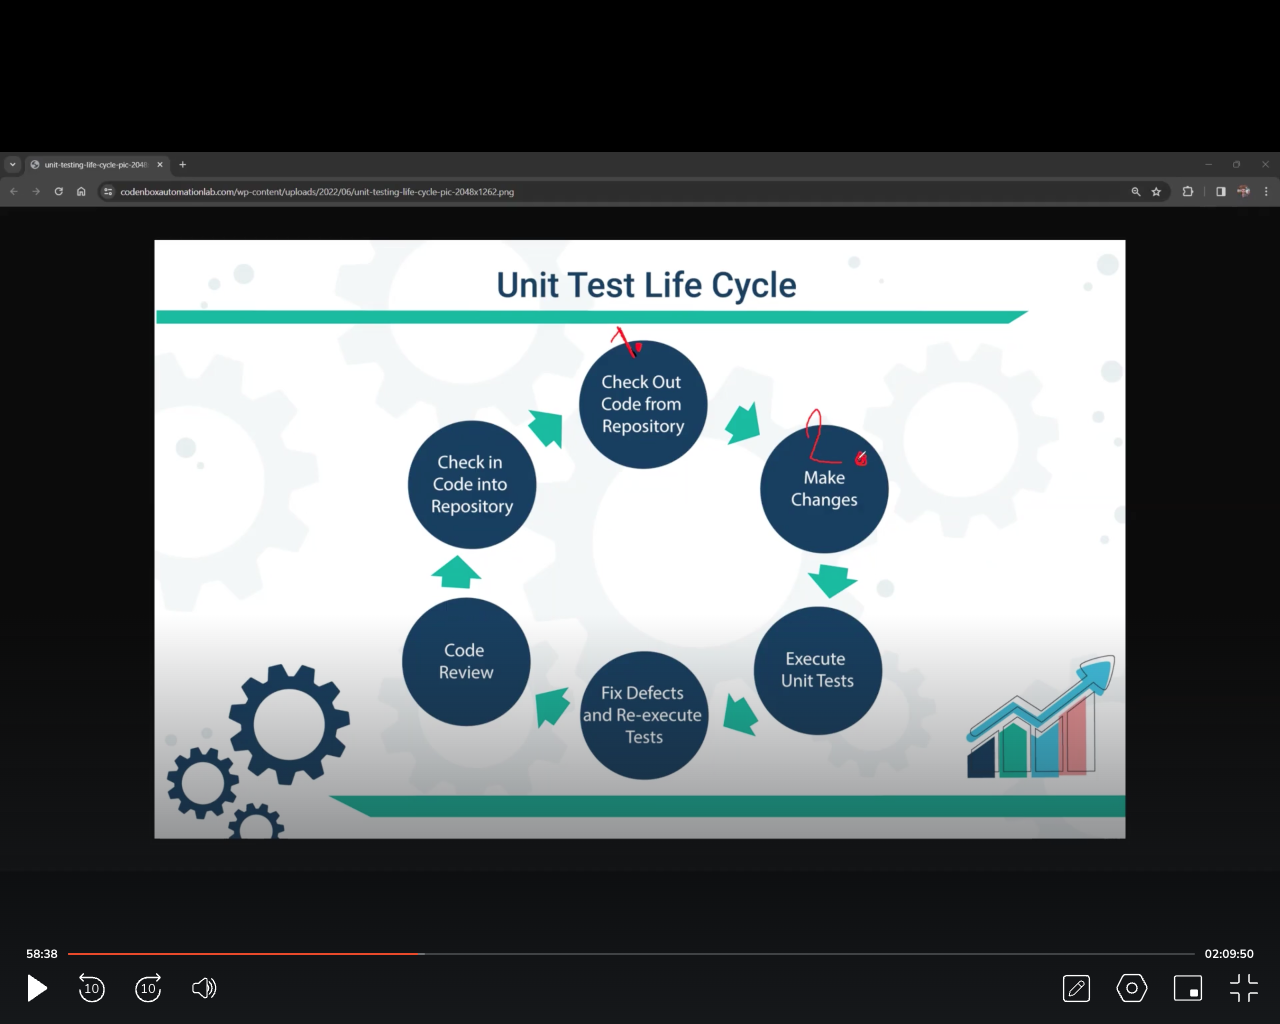 unit-testing-life-cycle-pic-2048
codenboxautomationlab.com/wp-content/uploads/2022/06/unit-testing-life-cycle-pic-2048x1262.png
Unit Test Life Cycle
Check Out
Code from
Repository
2.
Make
Changes
Execute
Unit Tests
Fix Defects
and Re-execute
Tests
Code
Review
Check in
Code into
Repository
58:38
02:09:50
10
10